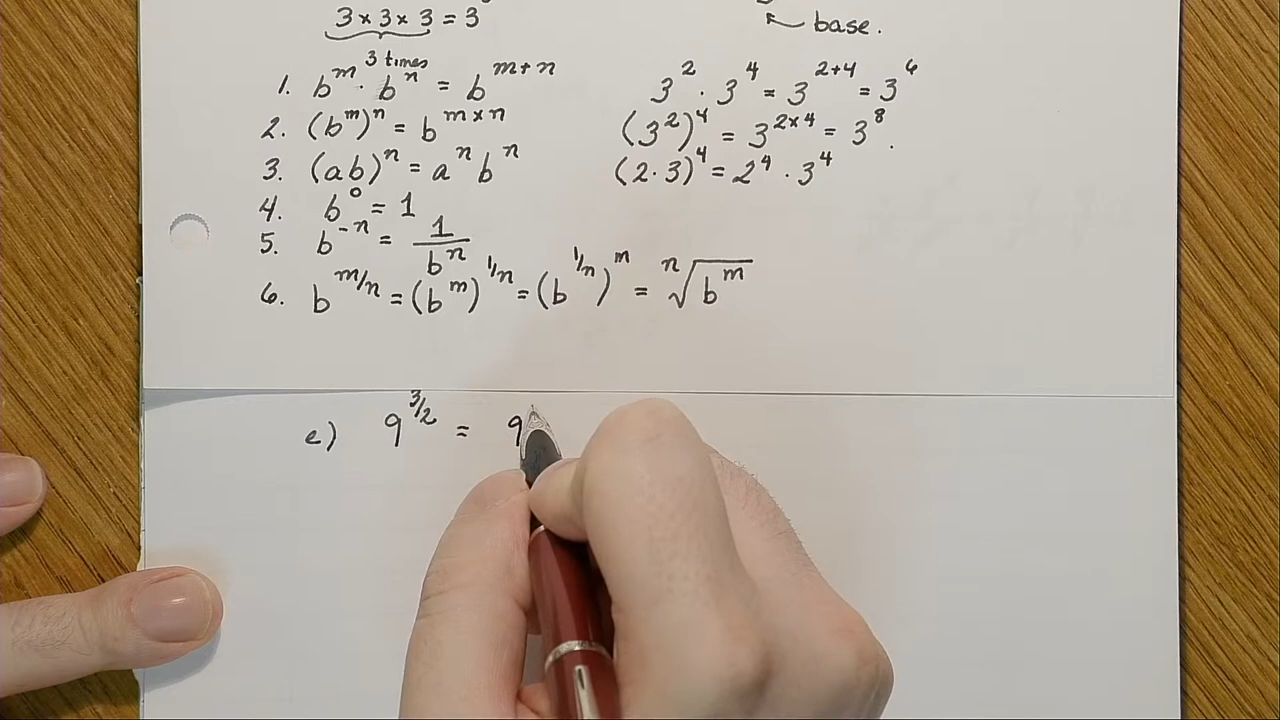 3 × 3 × 3 = 3
3 times
base.
1. b^m · b^n = b^{m+n}
3^2 · 3^4 = 3^{2+4} = 3^6
2. (b^m)^n = b^{m×n}
(3^2)^4 = 3^{2×4} = 3^8.
3. (ab)^n = a^n b^n
(2·3)^4 = 2^4 · 3^4
4. b^0 = 1
5. b^{-n} = 1/b^n
6. b^{m/n} = (b^m)^{1/n} = (b^{1/n})^m = ⁿ√(b^m)
e) 9^{3/2} = 9